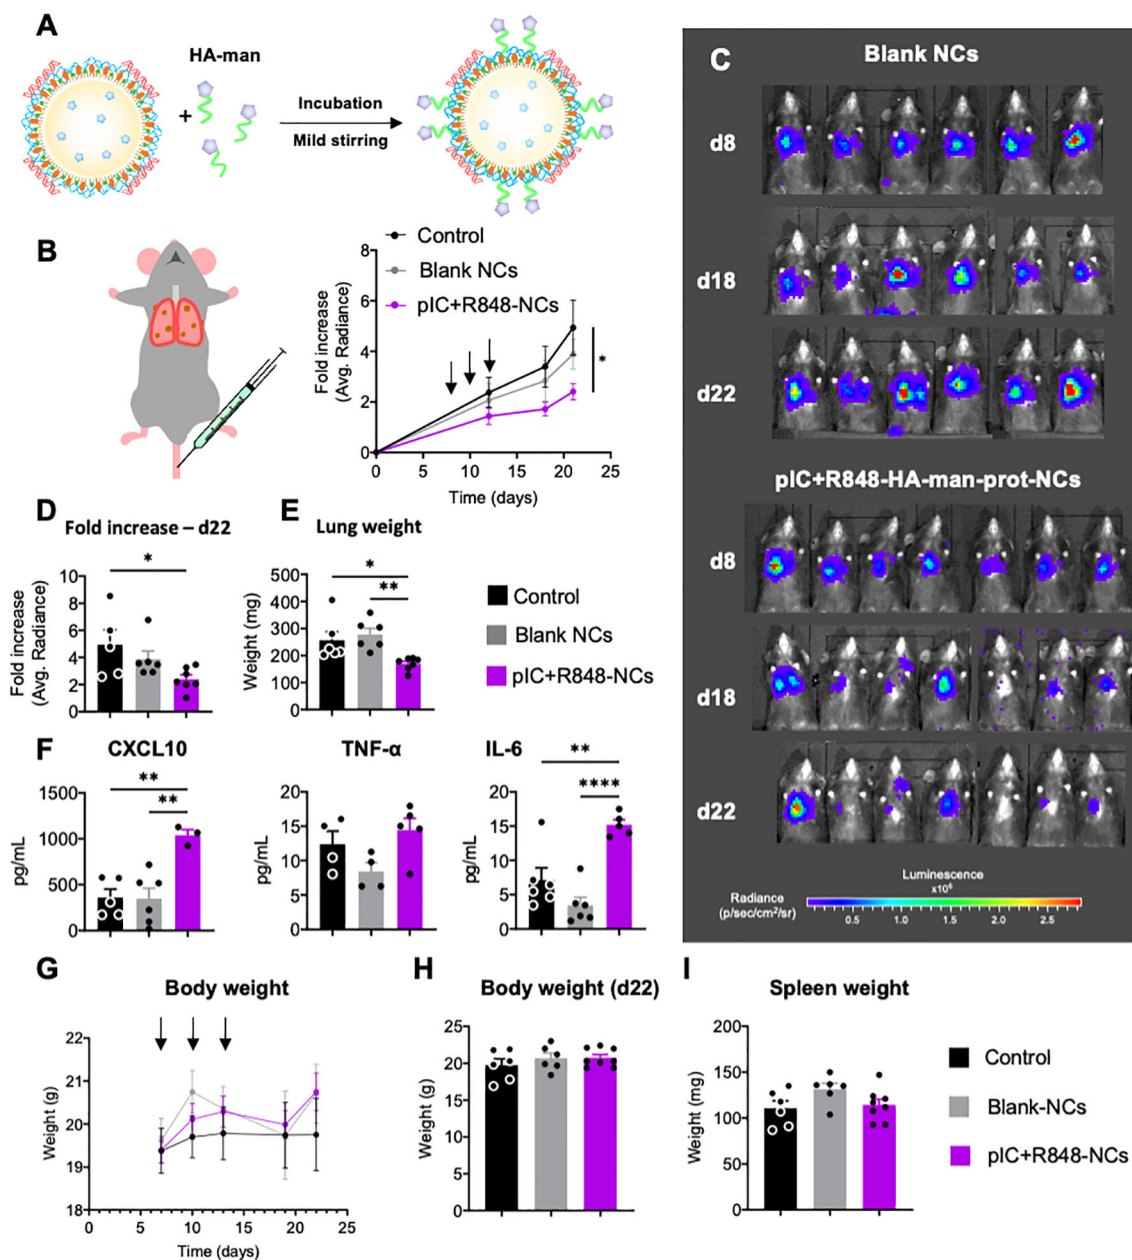 A
HA-man
+
Incubation
Mild stirring
B
Control
Blank NCs
pIC+R848-NCs
Fold increase
(Avg. Radiance)
8
6
4
2
0
*
0 5 10 15 20 25
Time (days)
C
Blank NCs
d8
d18
d22
pIC+R848-HA-man-prot-NCs
d8
d18
d22
Luminescence
x10⁶
Radiance
(p/sec/cm²/sr)
0.5 1.0 1.5 2.0 2.5
D
Fold increase – d22
*
Fold increase
(Avg. Radiance)
10
8
6
4
2
0
E
Lung weight
*
**
Weight (mg)
500
400
300
200
100
0
Control
Blank NCs
pIC+R848-NCs
F
CXCL10
**
**
pg/mL
1500
1000
500
0
TNF-α
pg/mL
20
15
10
5
0
IL-6
**
****
pg/mL
20
15
10
5
0
G
Body weight
Weight (g)
22
21
20
19
18
0 2 4 6 8 10 15 20 25
Time (days)
H
Body weight (d22)
Weight (g)
25
20
15
10
5
0
I
Spleen weight
Weight (mg)
200
150
100
50
0
Control
Blank-NCs
pIC+R848-NCs